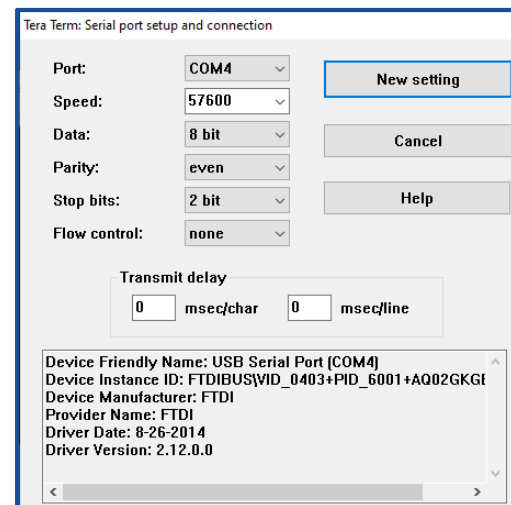 Tera Term: Serial port setup and connection
Port: COM4 New setting
Speed: 57600
Data: 8 bit Cancel
Parity: even
Stop bits: 2 bit Help
Flow control: none
Transmit delay
0 msec/char 0 msec/line
Device Friendly Name: USB Serial Port (COM4)
Device Instance ID: FTDIBUS\VID_0403+PID_6001+AQ02GKGE
Device Manufacturer: FTDI
Provider Name: FTDI
Driver Date: 8-26-2014
Driver Version: 2.12.0.0